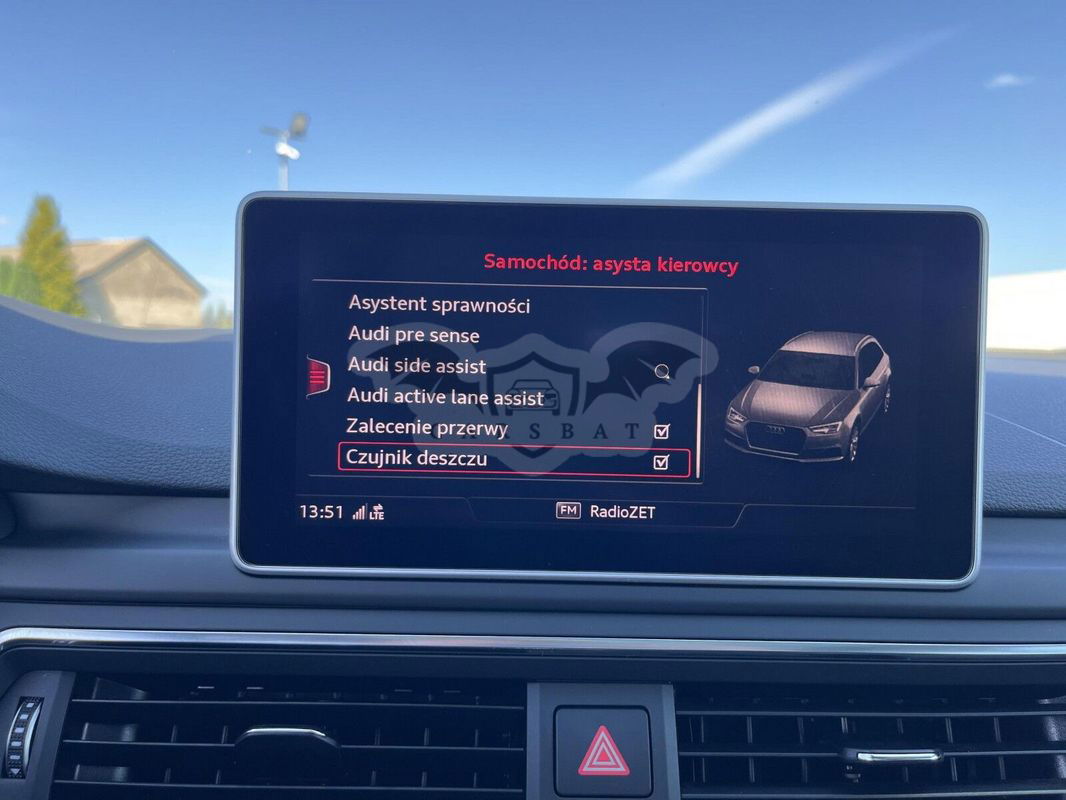 Samochód: asysta kierowcy
Asystent sprawności
Audi pre sense
Audi side assist
Audi active lane assist
Zalecenie przerwy
CARSBAT
Czujnik deszczu
13:51 LTE FM RadioZET